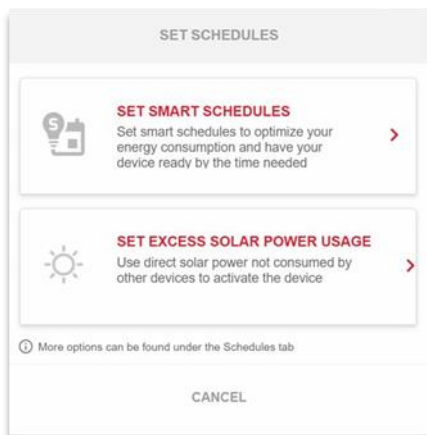 SET SCHEDULES
S
SET SMART SCHEDULES
Set smart schedules to optimize your
energy consumption and have your
device ready by the time needed
SET EXCESS SOLAR POWER USAGE
Use direct solar power not consumed by
other devices to activate the device
i More options can be found under the Schedules tab
CANCEL